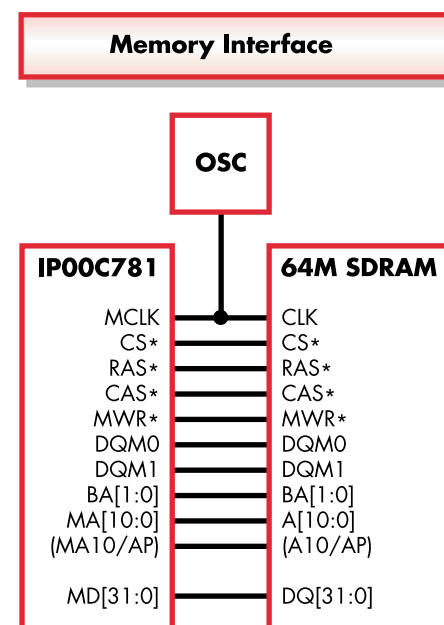 Memory Interface
OSC
IP00C781 64M SDRAM
MCLK CLK
CS* CS*
RAS* RAS*
CAS* CAS*
MWR* MWR*
DQM0 DQM0
DQM1 DQM1
BA[1:0] BA[1:0]
MA[10:0] A[10:0]
(MA10/AP) (A10/AP)
MD[31:0] DQ[31:0]